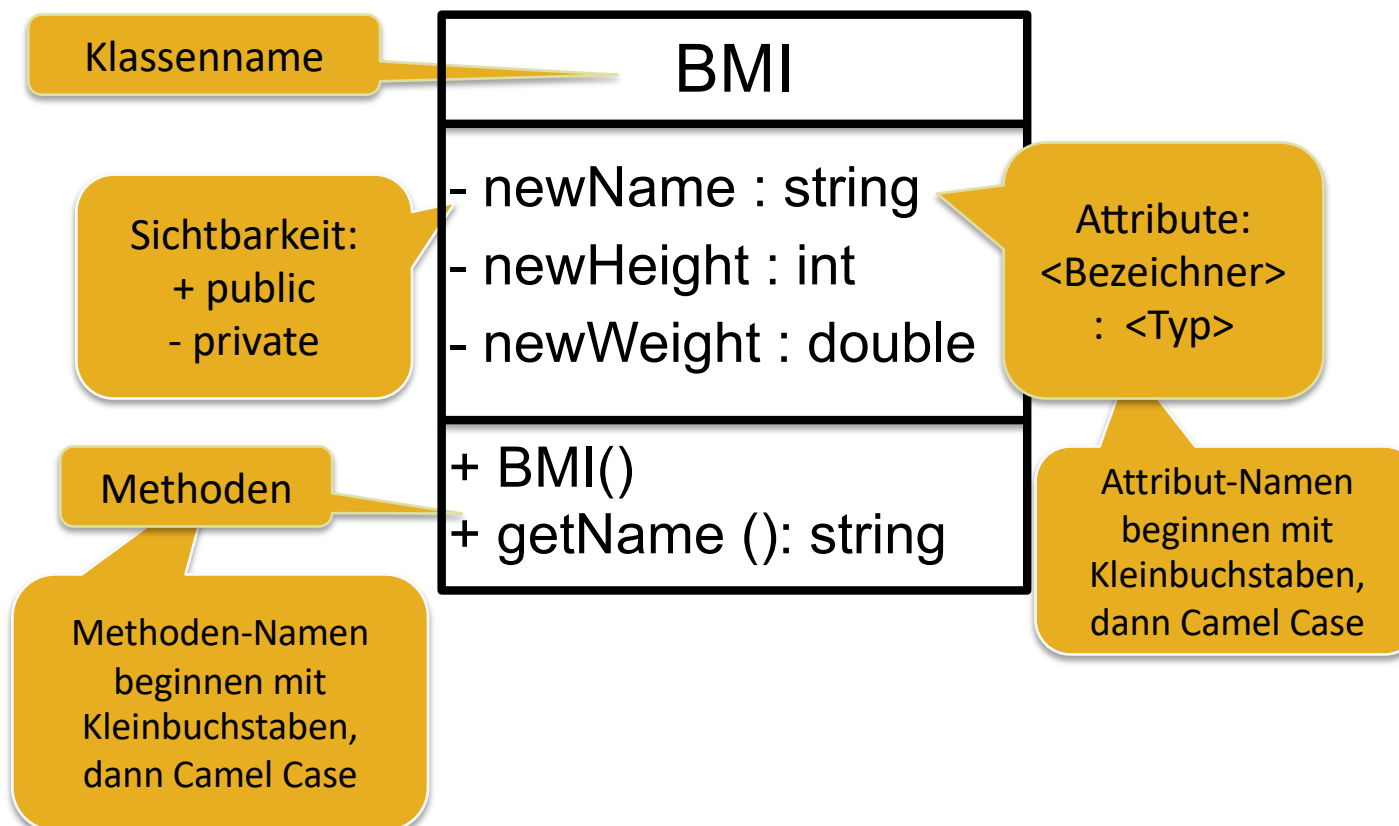 Klassenname
BMI
Sichtbarkeit:
+ public
- private
- newName : string
- newHeight : int
- newWeight : double
Attribute:
<Bezeichner>
: <Typ>
Methoden
+ BMI()
+ getName (): string
Attribut-Namen
beginnen mit
Kleinbuchstaben,
dann Camel Case
Methoden-Namen
beginnen mit
Kleinbuchstaben,
dann Camel Case